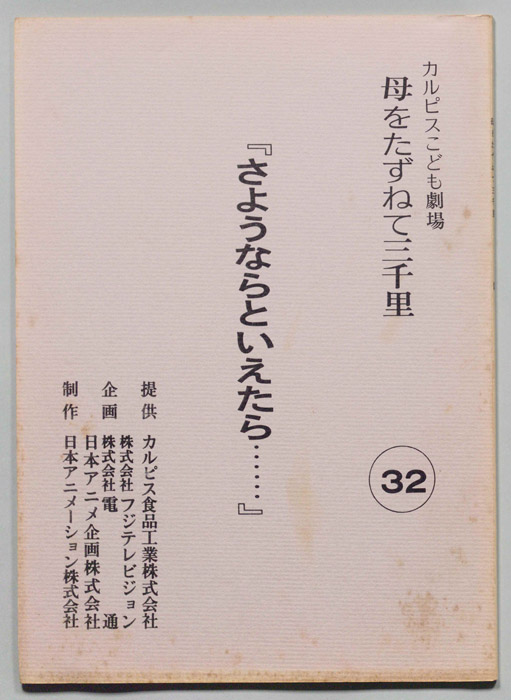 カルピスこども劇場
母をたずねて三千里
32
『さようならといえたら……』
提供 カルピス食品工業株式会社
株式会社フジテレビジョン
企画 株式会社電通
日本アニメ企画株式会社
制作 日本アニメーション株式会社